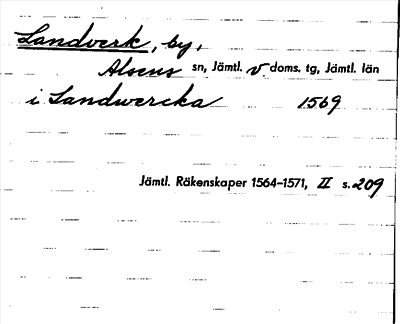 Landverk, by,
Alsens sn, Jämtl. v. doms. tg, Jämtl. län
i Landwercka 1569
Jämtl. Räkenskaper 1564–1571, II s. 209